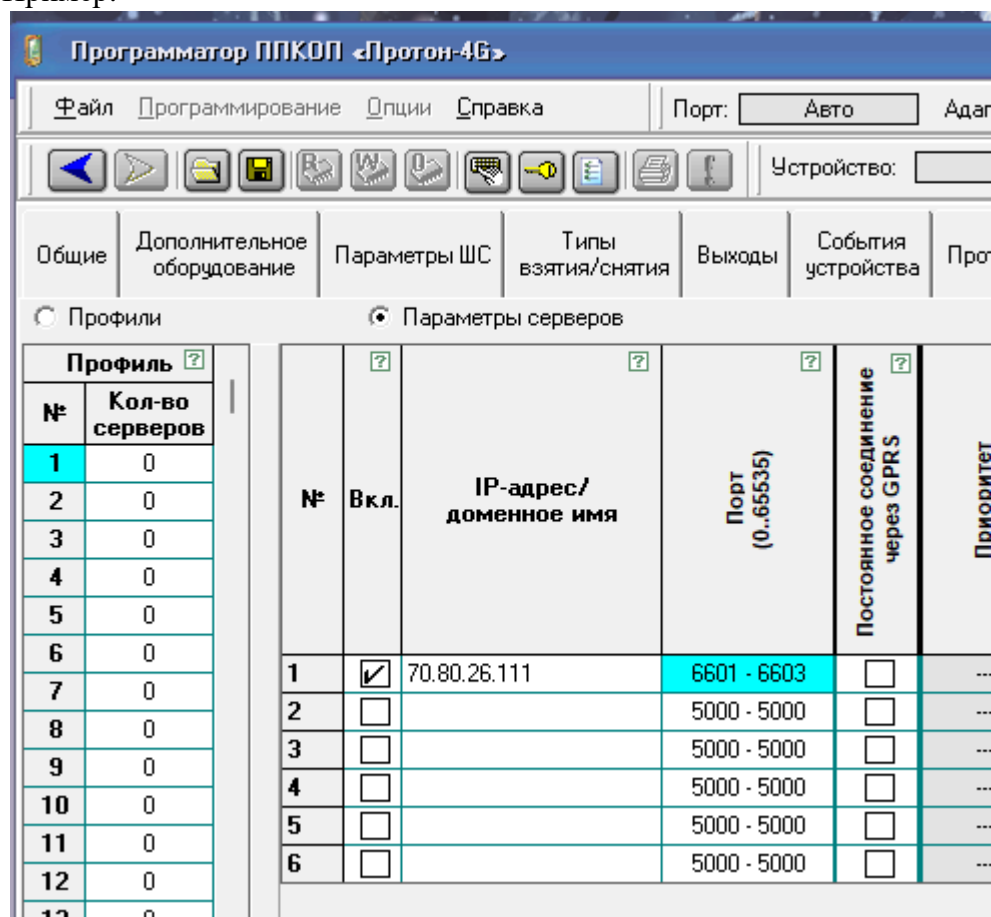 Пример:
Программатор ППКОП «Протон-4G»
Файл Программирование Опции Справка Порт: Авто
Устройство:
Общие
Дополнительное
оборудование
Параметры ШС
Типы
взятия/снятия
Выходы
События
устройства
Профили Параметры серверов
Профиль ?
№ Кол-во
серверов
1 0
2 0
3 0
4 0
5 0
6 0
7 0
8 0
9 0
10 0
11 0
12 0
13 0
№
? Вкл.
? IP-адрес/
доменное имя
? Порт
(0..65535)
? Постоянное соединение
через GPRS
Приоритет
1 70.80.26.111 6601 - 6603 ---
2 5000 - 5000 ---
3 5000 - 5000 ---
4 5000 - 5000 ---
5 5000 - 5000 ---
6 5000 - 5000 ---